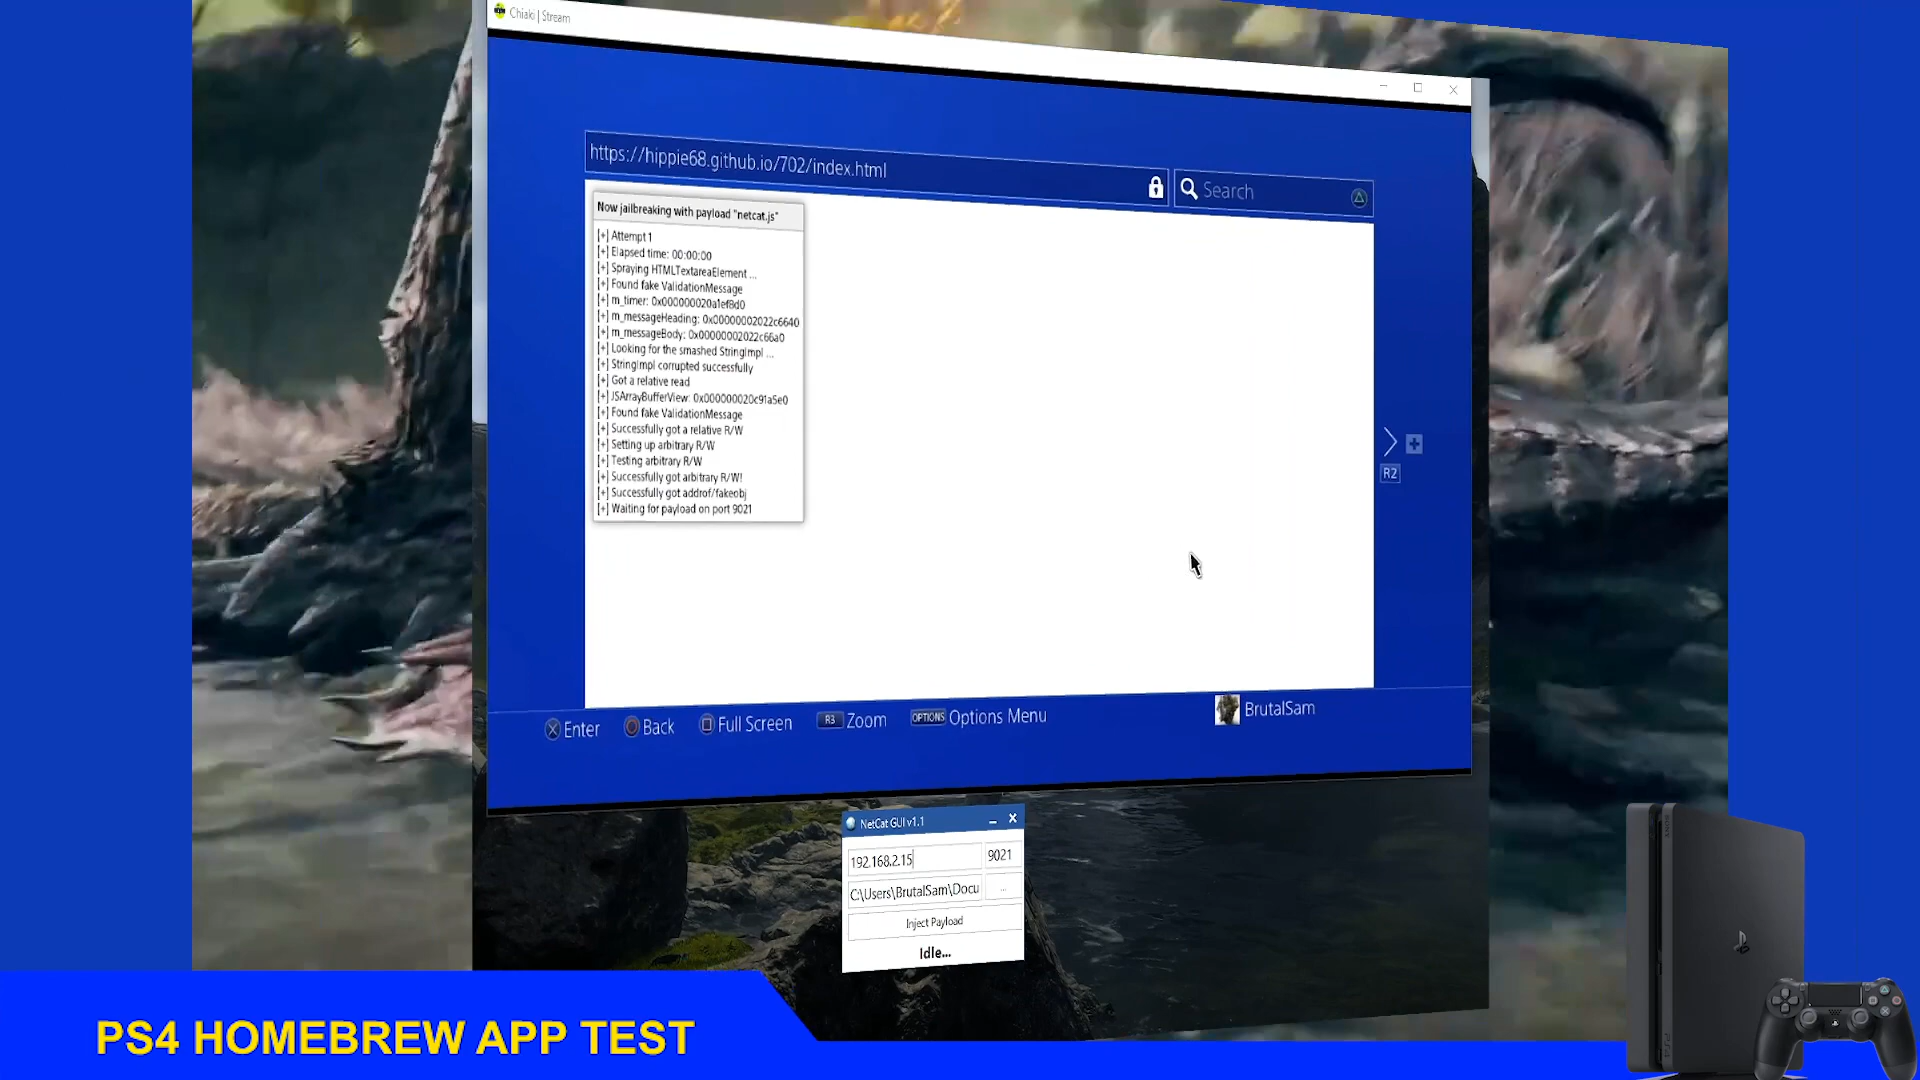 Chiaki | Stream
https://hippie68.github.io/702/index.html
Search
Now jailbreaking with payload "netcat.js"
[+] Attempt 1
[+] Elapsed time: 00:00:00
[+] Spraying HTMLTextareaElement ...
[+] Found fake ValidationMessage
[+] m_timer: 0x000000020a1ef8d0
[+] m_messageHeading: 0x00000002022c6640
[+] m_messageBody: 0x00000002022c66a0
[+] Looking for the smashed StringImpl ...
[+] StringImpl corrupted successfully
[+] Got a relative read
[+] JSArrayBufferView: 0x000000020c91a5e0
[+] Found fake ValidationMessage
[+] Successfully got a relative R/W
[+] Setting up arbitrary R/W
[+] Testing arbitrary R/W
[+] Successfully got arbitrary R/W!
[+] Successfully got addrof/fakeobj
[+] Waiting for payload on port 9021
R2
Enter
Back
Full Screen
R3 Zoom
OPTIONS Options Menu
BrutalSam
NetCat GUI v1.1
192.168.2.15
9021
C:\Users\BrutalSam\Docu
...
Inject Payload
Idle...
PS4 HOMEBREW APP TEST